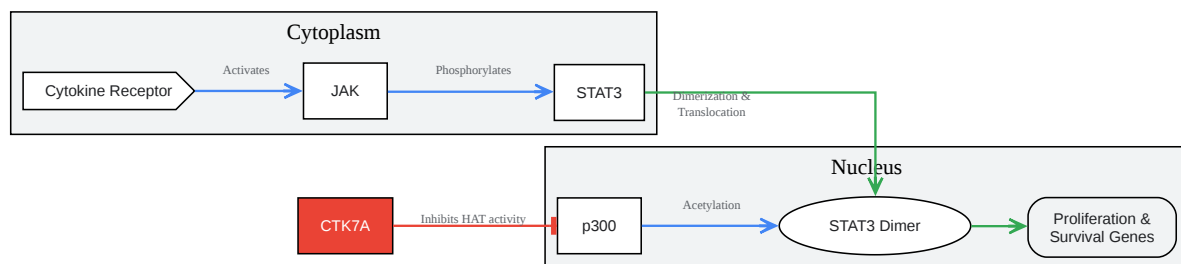 Cytoplasm
Cytokine Receptor
Activates
JAK
Phosphorylates
STAT3
Dimerization &
Translocation
Nucleus
CTK7A
Inhibits HAT activity
p300
Acetylation
STAT3 Dimer
Proliferation &
Survival Genes